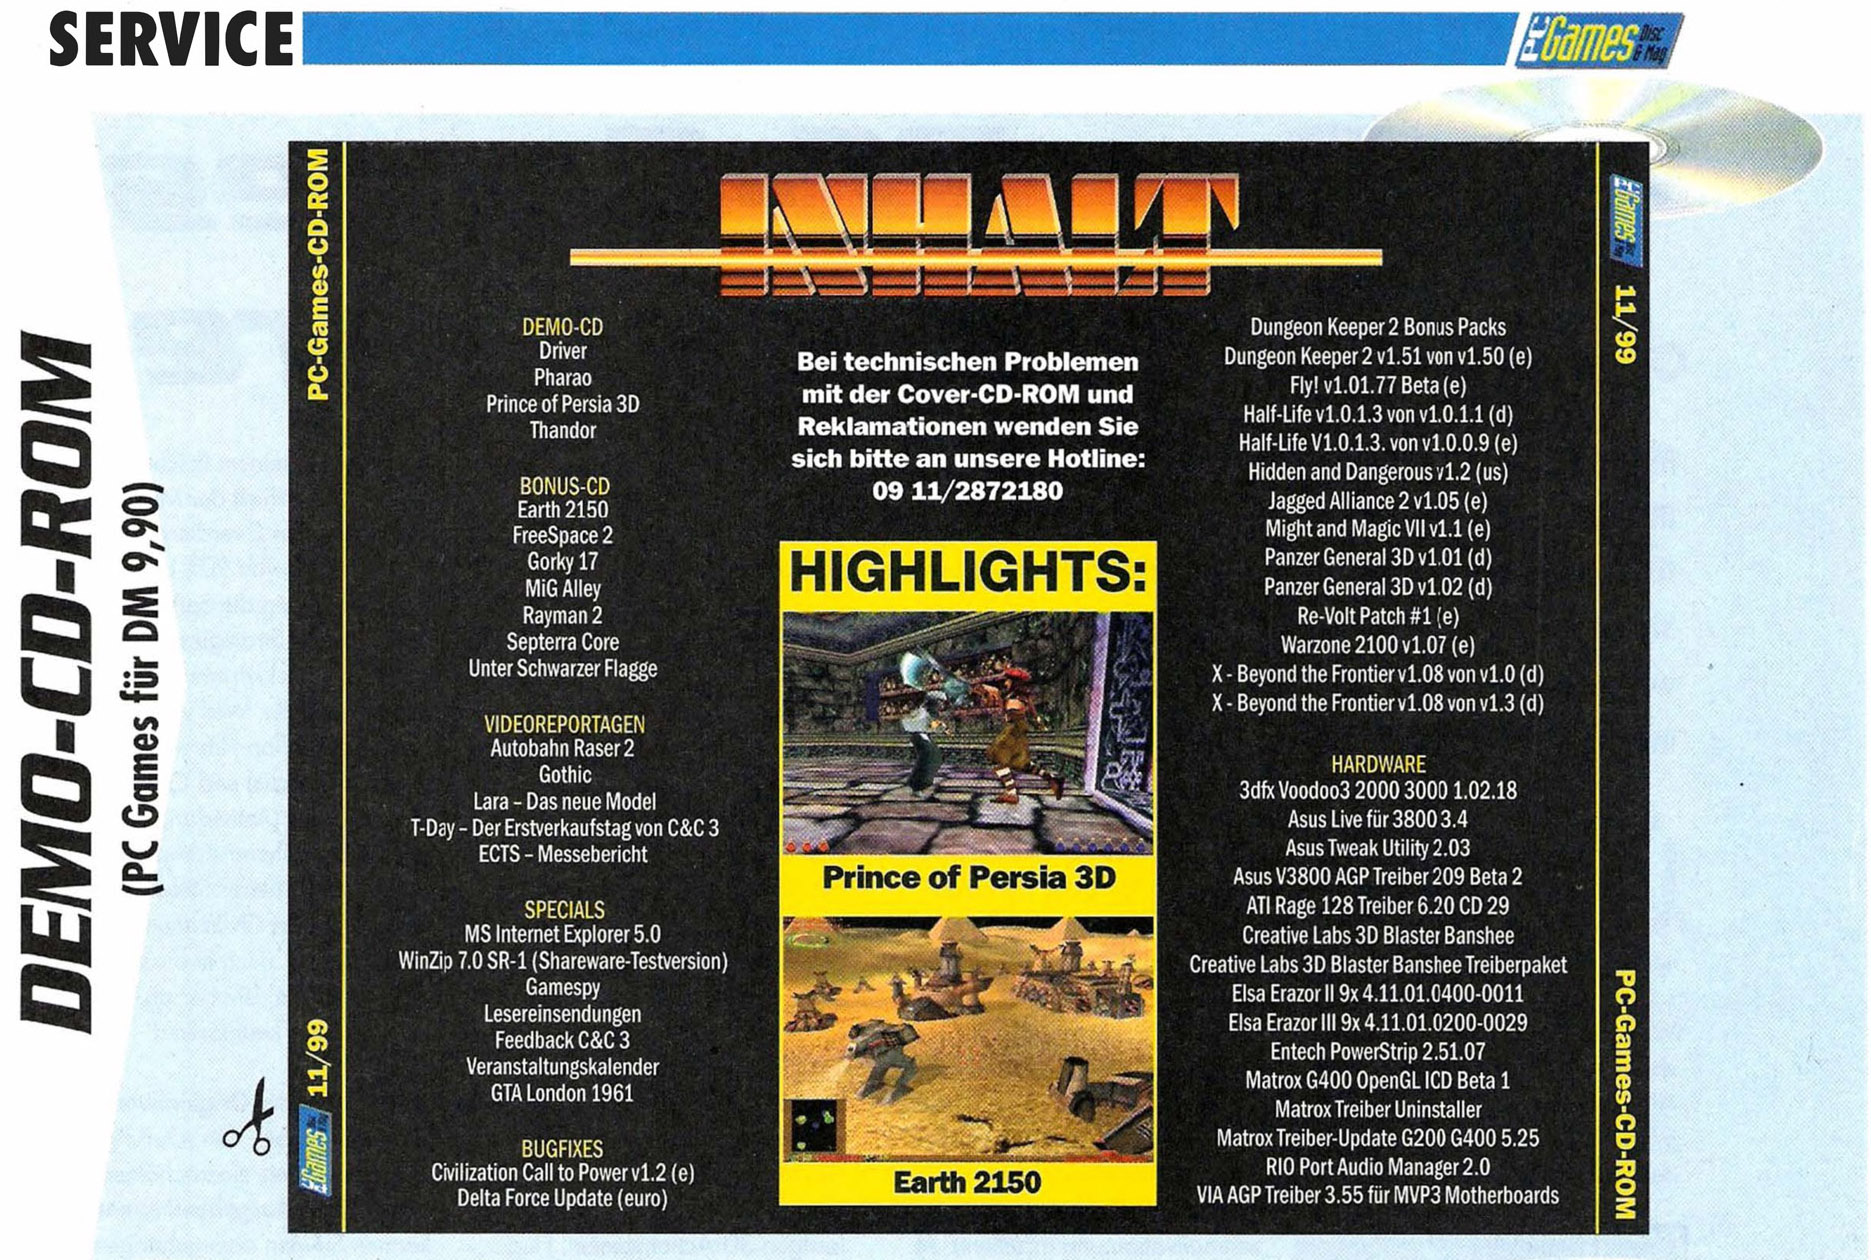 SERVICE
PC Games Disc & Mag
DEMO-CD-ROM
(PC Games für DM 9,90)
PC-Games-CD-ROM
11/99
PC Games
INHALT
DEMO-CD
Driver
Pharao
Prince of Persia 3D
Thandor
BONUS-CD
Earth 2150
FreeSpace 2
Gorky 17
MiG Alley
Rayman 2
Septerra Core
Unter Schwarzer Flagge
VIDEOREPORTAGEN
Autobahn Raser 2
Gothic
Lara – Das neue Model
T-Day – Der Erstverkaufstag von C&C 3
ECTS – Messebericht
SPECIALS
MS Internet Explorer 5.0
WinZip 7.0 SR-1 (Shareware-Testversion)
Gamespy
Lesereinsendungen
Feedback C&C 3
Veranstaltungskalender
GTA London 1961
BUGFIXES
Civilization Call to Power v1.2 (e)
Delta Force Update (euro)
Bei technischen Problemen
mit der Cover-CD-ROM und
Reklamationen wenden Sie
sich bitte an unsere Hotline:
09 11/2872180
HIGHLIGHTS:
Prince of Persia 3D
Earth 2150
Dungeon Keeper 2 Bonus Packs
Dungeon Keeper 2 v1.51 von v1.50 (e)
Fly! v1.01.77 Beta (e)
Half-Life v1.0.1.3 von v1.0.1.1 (d)
Half-Life V1.0.1.3. von v1.0.0.9 (e)
Hidden and Dangerous v1.2 (us)
Jagged Alliance 2 v1.05 (e)
Might and Magic VII v1.1 (e)
Panzer General 3D v1.01 (d)
Panzer General 3D v1.02 (d)
Re-Volt Patch #1 (e)
Warzone 2100 v1.07 (e)
X - Beyond the Frontier v1.08 von v1.0 (d)
X - Beyond the Frontier v1.08 von v1.3 (d)
HARDWARE
3dfx Voodoo3 2000 3000 1.02.18
Asus Live für 3800 3.4
Asus Tweak Utility 2.03
Asus V3800 AGP Treiber 209 Beta 2
ATI Rage 128 Treiber 6.20 CD 29
Creative Labs 3D Blaster Banshee
Creative Labs 3D Blaster Banshee Treiberpaket
Elsa Erazor II 9x 4.11.01.0400-0011
Elsa Erazor III 9x 4.11.01.0200-0029
Entech PowerStrip 2.51.07
Matrox G400 OpenGL ICD Beta 1
Matrox Treiber Uninstaller
Matrox Treiber-Update G200 G400 5.25
RIO Port Audio Manager 2.0
VIA AGP Treiber 3.55 für MVP3 Motherboards
PC Games
11/99
PC-Games-CD-ROM